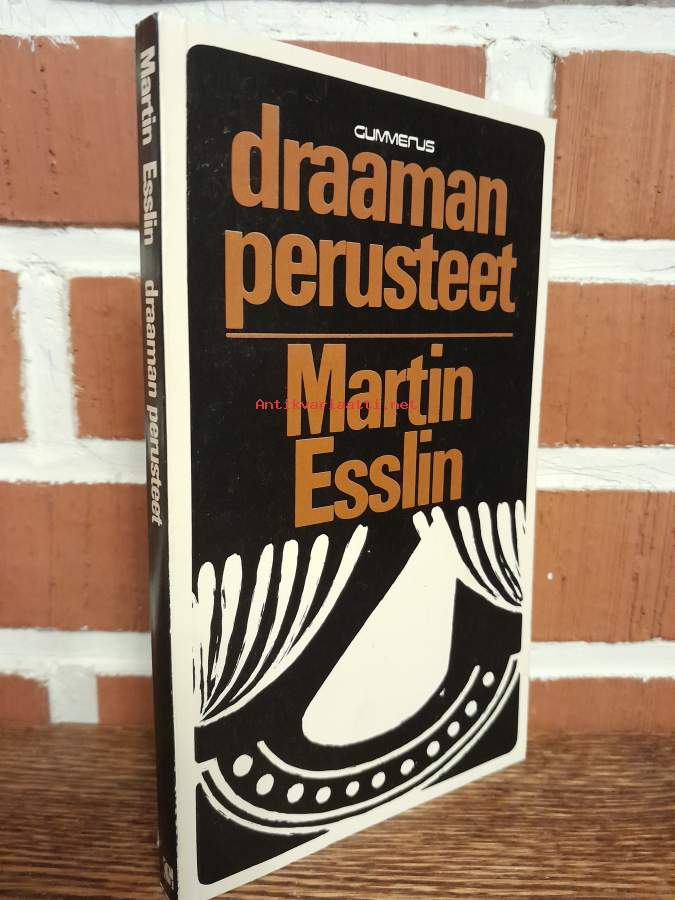 Martin Esslin draaman perusteet
GUMMERUS
draaman
perusteet
Martin
Antikvariaatti.net
Esslin